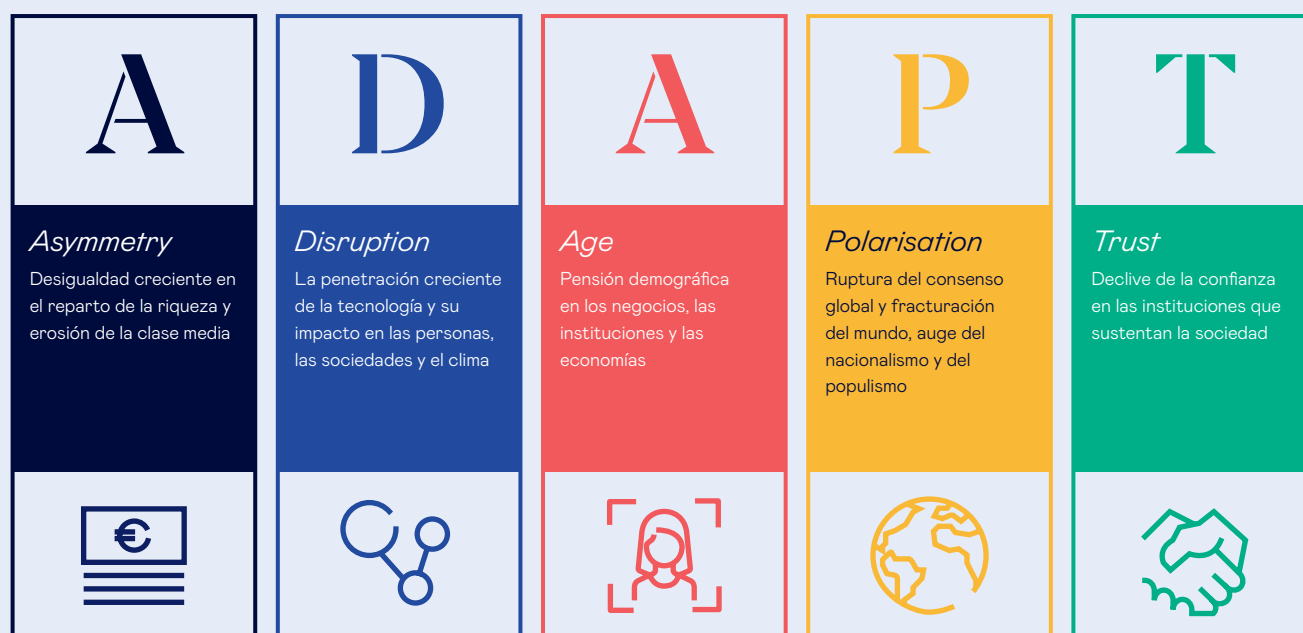 A
D
A
P
T
Asymmetry
Desigualdad creciente en
el reparto de la riqueza y
erosión de la clase media
Disruption
La penetración creciente
de la tecnología y su
impacto en las personas,
las sociedades y el clima
Age
Pensión demográfica
en los negocios, las
instituciones y las
economías
Polarisation
Ruptura del consenso
global y fracturación
del mundo, auge del
nacionalismo y del
populismo
Trust
Declive de la confianza
en las instituciones que
sustentan la sociedad
€